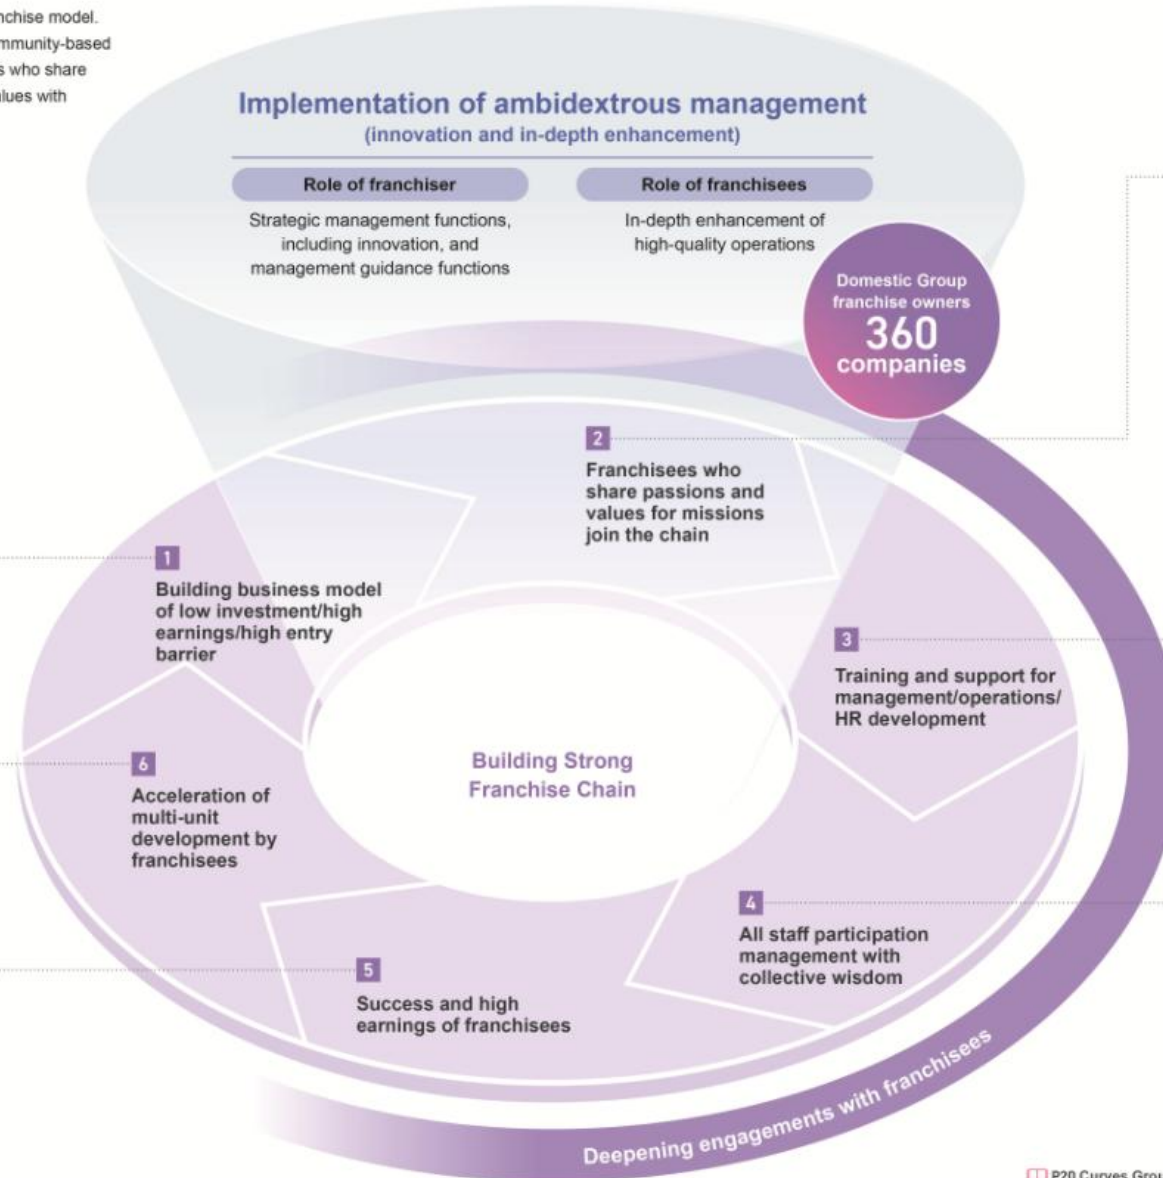 nchise model.
mmunity-based
s who share
lues with
Implementation of ambidextrous management
(innovation and in-depth enhancement)
Role of franchiser
Strategic management functions,
including innovation, and
management guidance functions
Role of franchisees
In-depth enhancement of
high-quality operations
Domestic Group
franchise owners
360
companies
1
Building business model
of low investment/high
earnings/high entry
barrier
2
Franchisees who
share passions and
values for missions
join the chain
3
Training and support for
management/operations/
HR development
4
All staff participation
management with
collective wisdom
5
Success and high
earnings of franchisees
6
Acceleration of
multi-unit
development by
franchisees
Building Strong
Franchise Chain
Deepening engagements with franchisees
P20 Curves Grou